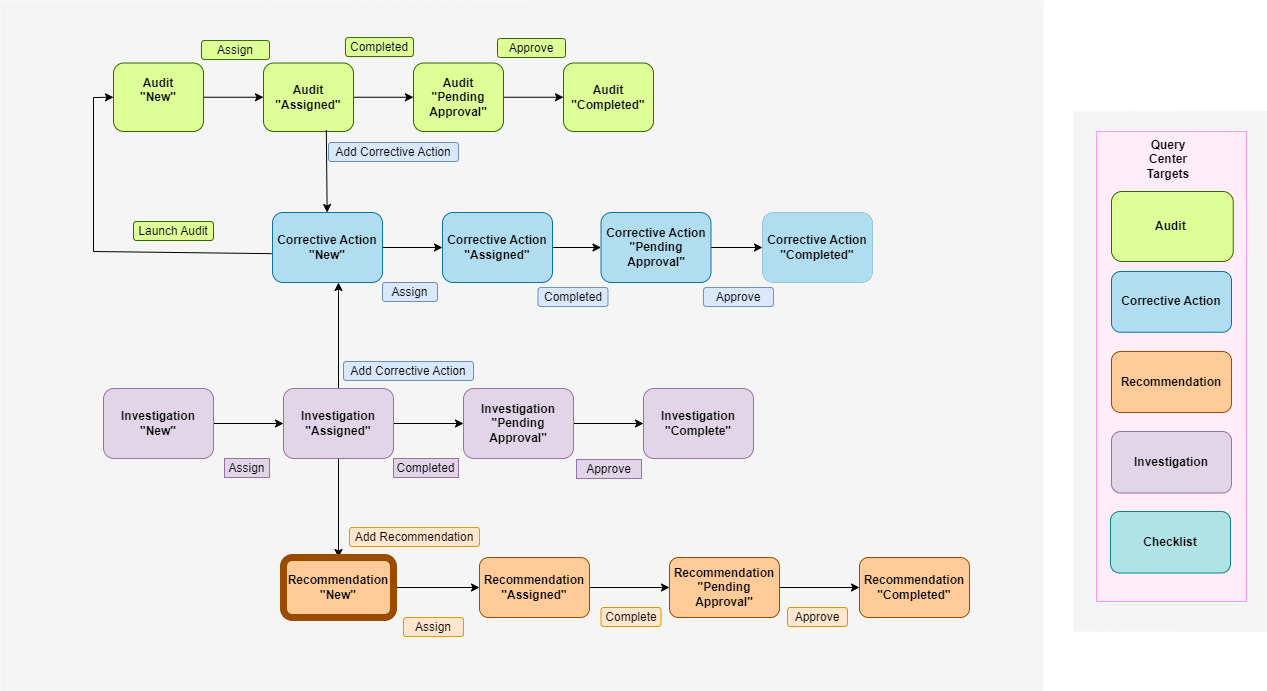 Assign
Completed
Approve
Audit
"New"
Audit
"Assigned"
Audit
"Pending
Approval"
Audit
"Completed"
Add Corrective Action
Launch Audit
Corrective Action
"New"
Corrective Action
"Assigned"
Corrective Action
"Pending
Approval"
Corrective Action
"Completed"
Assign
Completed
Approve
Add Corrective Action
Investigation
"New"
Investigation
"Assigned"
Investigation
"Pending
Approval"
Investigation
"Complete"
Assign
Completed
Approve
Add Recommendation
Recommendation
"New"
Recommendation
"Assigned"
Recommendation
"Pending
Approval"
Recommendation
"Completed"
Assign
Complete
Approve
Query
Center
Targets
Audit
Corrective Action
Recommendation
Investigation
Checklist